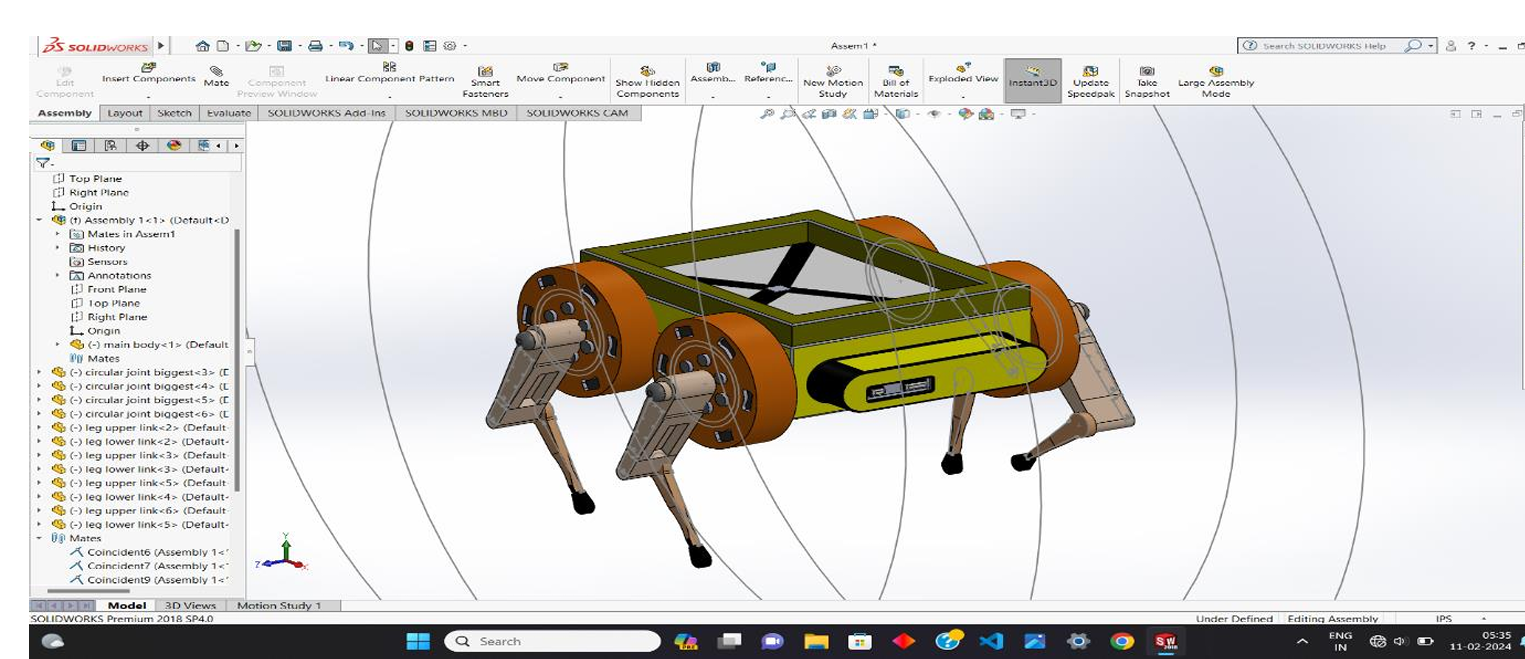 SOLIDWORKS
Assem1 *
Search SOLIDWORKS Help
?
Edit Component
Insert Components
Mate
Component Preview Window
Linear Component Pattern
Smart Fasteners
Move Component
Show Hidden Components
Assemb...
Referenc...
New Motion Study
Bill of Materials
Exploded View
Instant3D
Update Speedpak
Take Snapshot
Large Assembly Mode
Assembly Layout Sketch Evaluate SOLIDWORKS Add-Ins SOLIDWORKS MBD SOLIDWORKS CAM
Top Plane
Right Plane
Origin
(f) Assembly 1<1> (Default<D
Mates in Assem1
History
Sensors
Annotations
Front Plane
Top Plane
Right Plane
Origin
(-) main body<1> (Default
Mates
(-) circular joint biggest<3> (D
(-) circular joint biggest<4> (D
(-) circular joint biggest<5> (D
(-) circular joint biggest<6> (D
(-) leg upper link<2> (Default
(-) leg lower link<2> (Default<
(-) leg upper link<3> (Default
(-) leg lower link<3> (Default<
(-) leg upper link<5> (Default
(-) leg lower link<4> (Default<
(-) leg upper link<6> (Default
(-) leg lower link<5> (Default<
Mates
Coincident6 (Assembly 1<
Coincident7 (Assembly 1<
Coincident9 (Assembly 1<
Y
Z
X
Model 3D Views Motion Study 1
SOLIDWORKS Premium 2018 SP4.0
Under Defined Editing Assembly IPS
Search
ENG
IN
05:35
11-02-2024